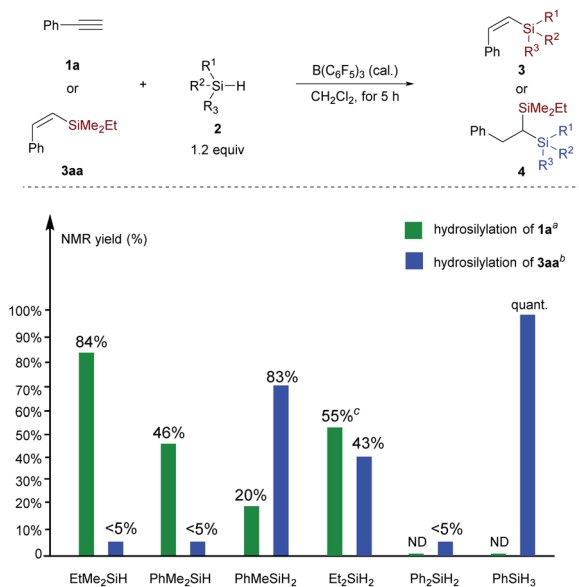 Ph
1a
or
SiMe₂Et
Ph
3aa
+
R¹
R²
Si
H
R₃
2
1.2 equiv
B(C₆F₅)₃ (cal.)
CH₂Cl₂, for 5 h
R¹
Si
R²
R³
Ph
3
or
SiMe₂Et
R¹
Ph
Si
R²
R³
4
NMR yield (%)
hydrosilylation of 1aᵃ
hydrosilylation of 3aaᵇ
100%
90%
80%
70%
60%
50%
40%
30%
20%
10%
0
84%
<5%
46%
<5%
20%
83%
55%ᶜ
43%
ND
<5%
ND
quant.
EtMe₂SiH
PhMe₂SiH
PhMeSiH₂
Et₂SiH₂
Ph₂SiH₂
PhSiH₃